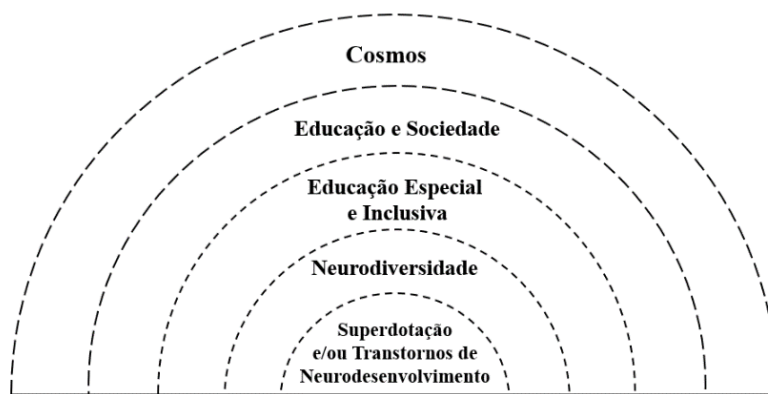 Cosmos
Educação e Sociedade
Educação Especial
e Inclusiva
Neurodiversidade
Superdotação
e/ou Transtornos de
Neurodesenvolvimento